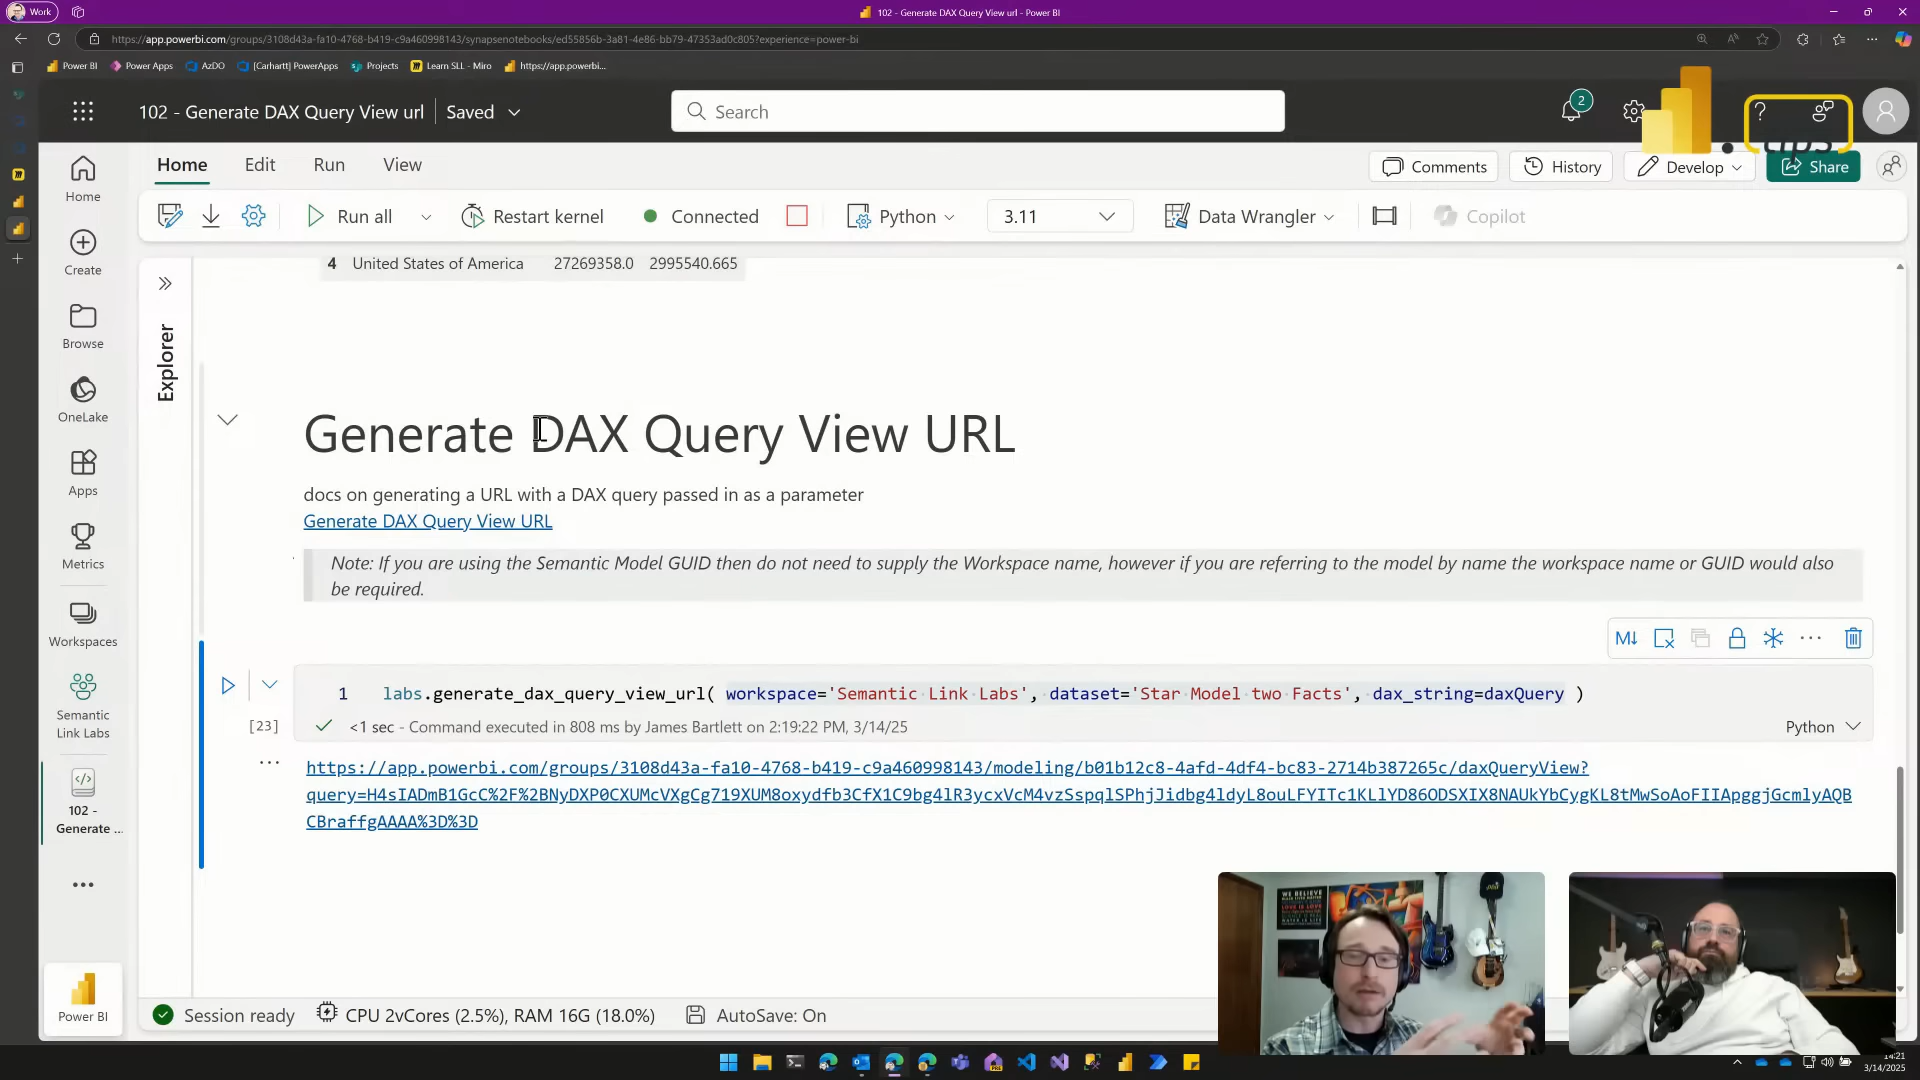 Work
102 - Generate DAX Query View url - Power BI
https://app.powerbi.com/groups/3108d43a-fa10-4768-b419-c9a460998143/synapsenotebooks/ed55856b-3a81-4e86-bb79-47353ad0c805?experience=power-bi
Power BI
Power Apps
AzDO
[Carhartt] PowerApps
Projects
Learn SLL - Miro
https://app.powerbi...
102 - Generate DAX Query View url
Saved
Search
2
Home
Edit
Run
View
Comments
History
Develop
Share
Run all
Restart kernel
Connected
Python
3.11
Data Wrangler
Copilot
Home
Create
Browse
OneLake
Apps
Metrics
Workspaces
Semantic
Link Labs
102 -
Generate ...
Power BI
Explorer
4 United States of America 27269358.0 2995540.665
Generate DAX Query View URL
docs on generating a URL with a DAX query passed in as a parameter
Generate DAX Query View URL
Note: If you are using the Semantic Model GUID then do not need to supply the Workspace name, however if you are referring to the model by name the workspace name or GUID would also
be required.
M↓
1 labs.generate_dax_query_view_url( workspace='Semantic Link Labs', dataset='Star Model two Facts', dax_string=daxQuery )
[23]
<1 sec - Command executed in 808 ms by James Bartlett on 2:19:22 PM, 3/14/25
Python
https://app.powerbi.com/groups/3108d43a-fa10-4768-b419-c9a460998143/modeling/b01b12c8-4afd-4df4-bc83-2714b387265c/daxQueryView?
query=H4sIADmB1GcC%2F%2BNyDXP0CXUMcVXgCg719XUM8oxydfb3CfX1C9bg4lR3ycxVcM4vzSspqlSPhjJidbg4ldyL8ouLFYITc1KLlYD86ODSXIX8NAUkYbCygKL8tMwSoAoFIIApggjGcmlyAQB
CBraffgAAAA%3D%3D
Session ready
CPU 2vCores (2.5%), RAM 16G (18.0%)
AutoSave: On
14:21
3/14/2025